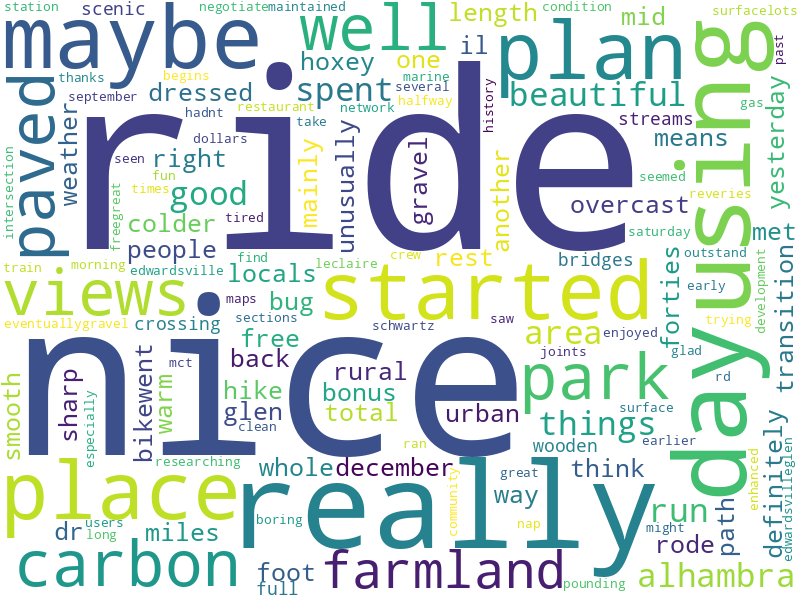 station
scenic
negotiate
maintained
condition
surface
lots
maybe
well
length
mid
plan
using
past
thanks
hoxey
one
il
dressed
spent
beautiful
september
restaurant
network
marine
halfway
several
history
gas
begins
paved
weather
ride
hadnt
dollars
take
streams
means
yesterday
intersection
seen
right
fun
times
good
mainly
unusually
gravel
another
seemed
reveries
freegreat
colder
tired
people
overcast
met
day
train
morning
edwardsville
find
locals
leclaire
crew
rest
bridges
saturday
outstand
forties
transition
views
maps
sections
bug
started
saw
early
development
eventuallygravel
crossing
free
schwartz
area
enjoyed
trying
nice
mct
back
joints
glad
smooth
sharp
bikewent
warm
hike
rural
bonus
park
rd
especially
glen
clean
total
urban
things
surface
earlier
definitely
wooden
researching
ran
place
really
whole
december
great
way
think
enhanced
edwardsvilleglen
community
path
run
dr
users
long
miles
boring
nap
might
rode
carbon
foot
full
farmland
pounding
alhambra